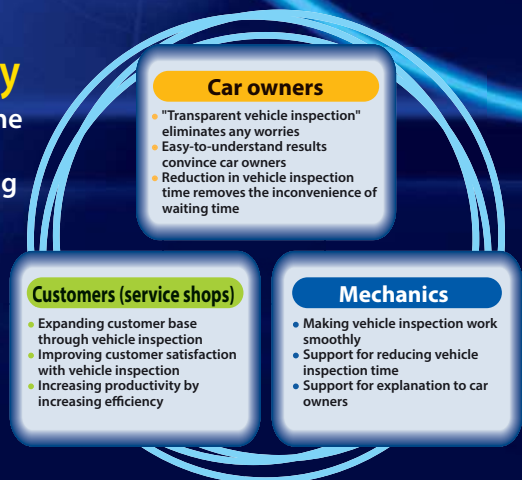 y
ne
g
Car owners
• "Transparent vehicle inspection"
eliminates any worries
• Easy-to-understand results
convince car owners
• Reduction in vehicle inspection
time removes the inconvenience of
waiting time
Customers (service shops)
• Expanding customer base
through vehicle inspection
• Improving customer satisfaction
with vehicle inspection
• Increasing productivity by
increasing efficiency
Mechanics
• Making vehicle inspection work
smoothly
• Support for reducing vehicle
inspection time
• Support for explanation to car
owners